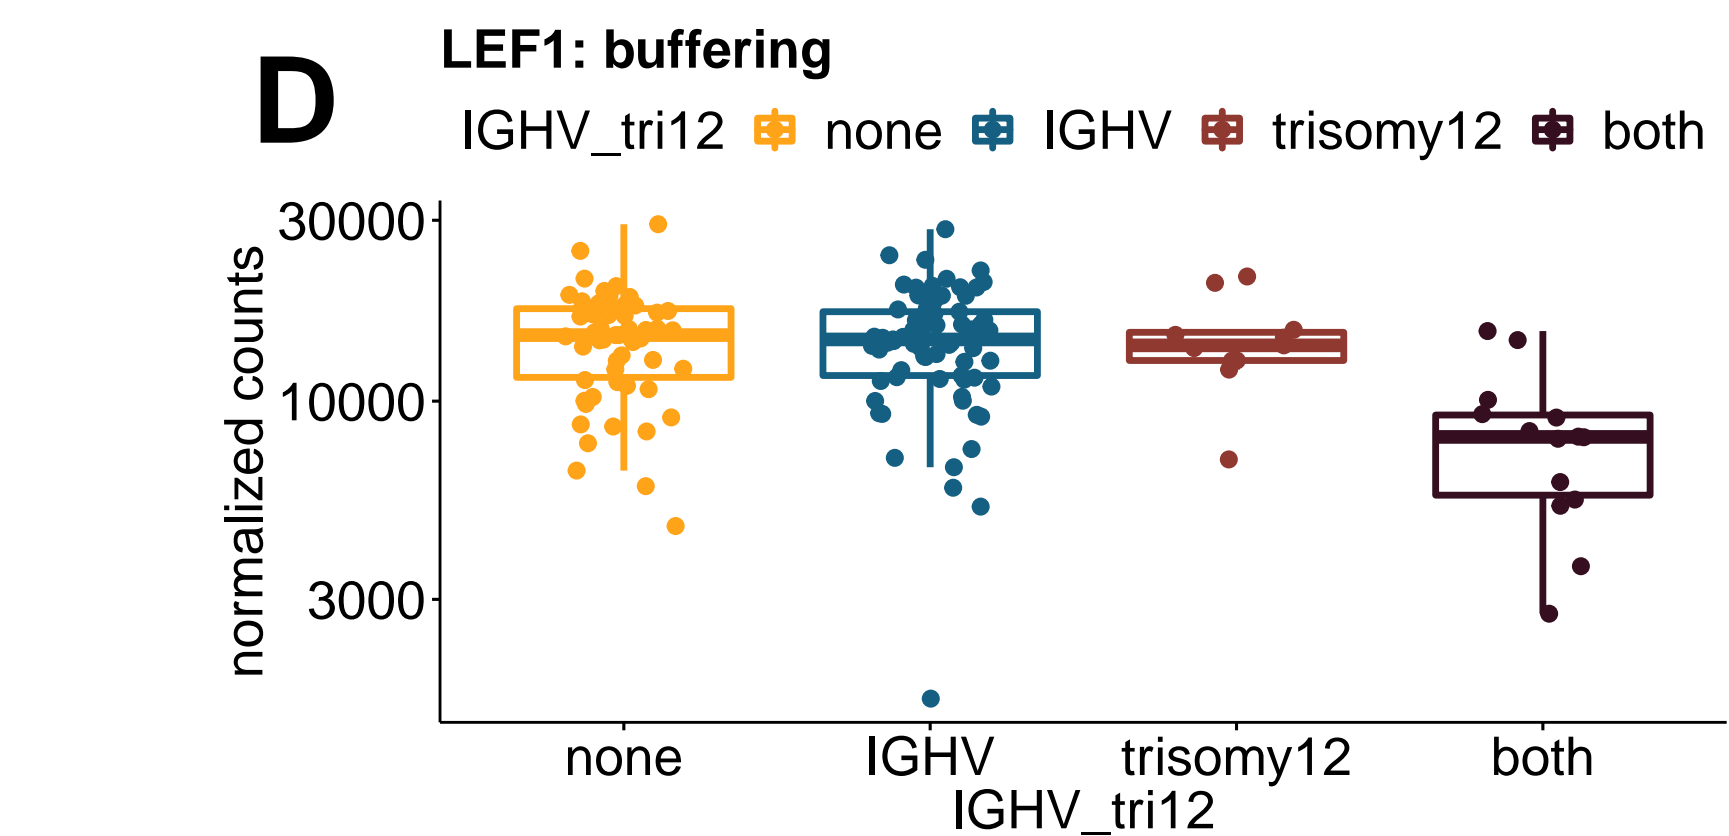 D
LEF1: buffering
IGHV_tri12 none IGHV trisomy12 both
normalized counts
30000
10000
3000
none IGHV trisomy12 both
IGHV_tri12